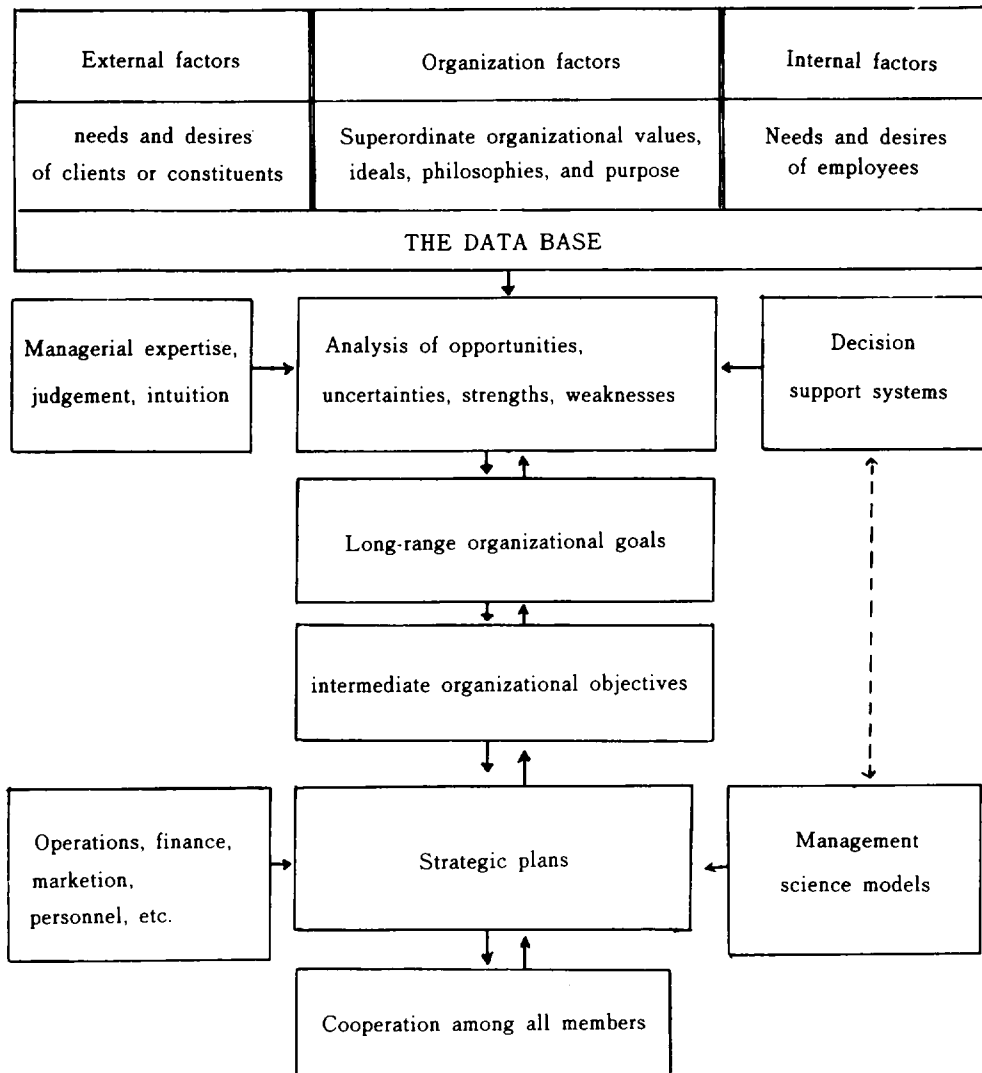 External factors
Organization factors
Internal factors
needs and desires
of clients or constituents
Superordinate organizational values,
ideals, philosophies, and purpose
Needs and desires
of employees
THE DATA BASE
Managerial expertise,
judgement, intuition
Analysis of opportunities,
uncertainties, strengths, weaknesses
Decision
support systems
Long-range organizational goals
intermediate organizational objectives
Operations, finance,
marketion,
personnel, etc.
Strategic plans
Management
science models
Cooperation among all members